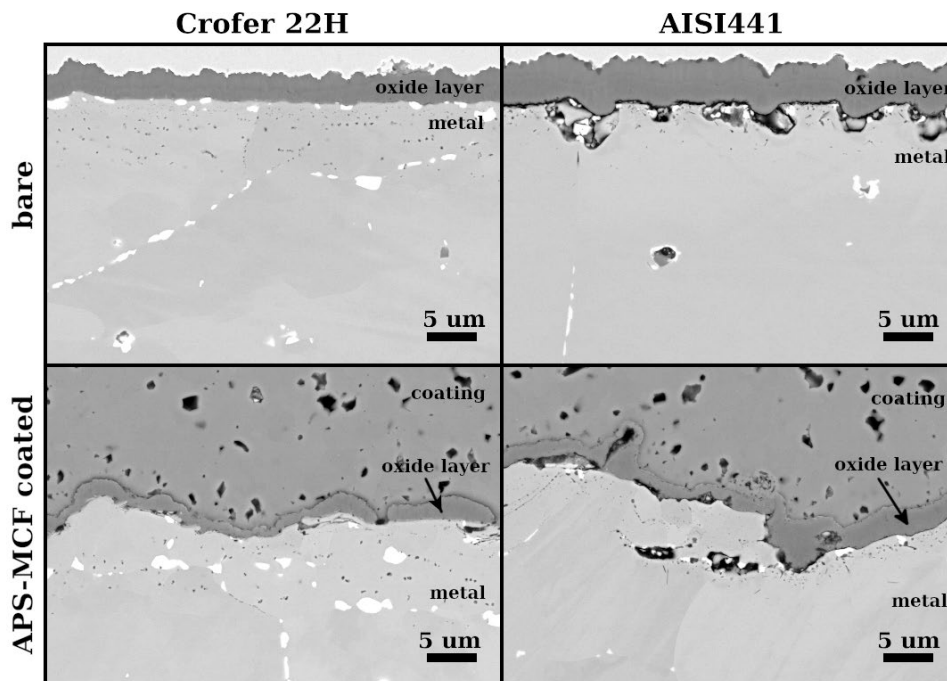 Crofer 22H
AISI441
bare
oxide layer
metal
5 um
oxide layer
metal
5 um
APS-MCF coated
coating
oxide layer
metal
5 um
coating
oxide layer
metal
5 um